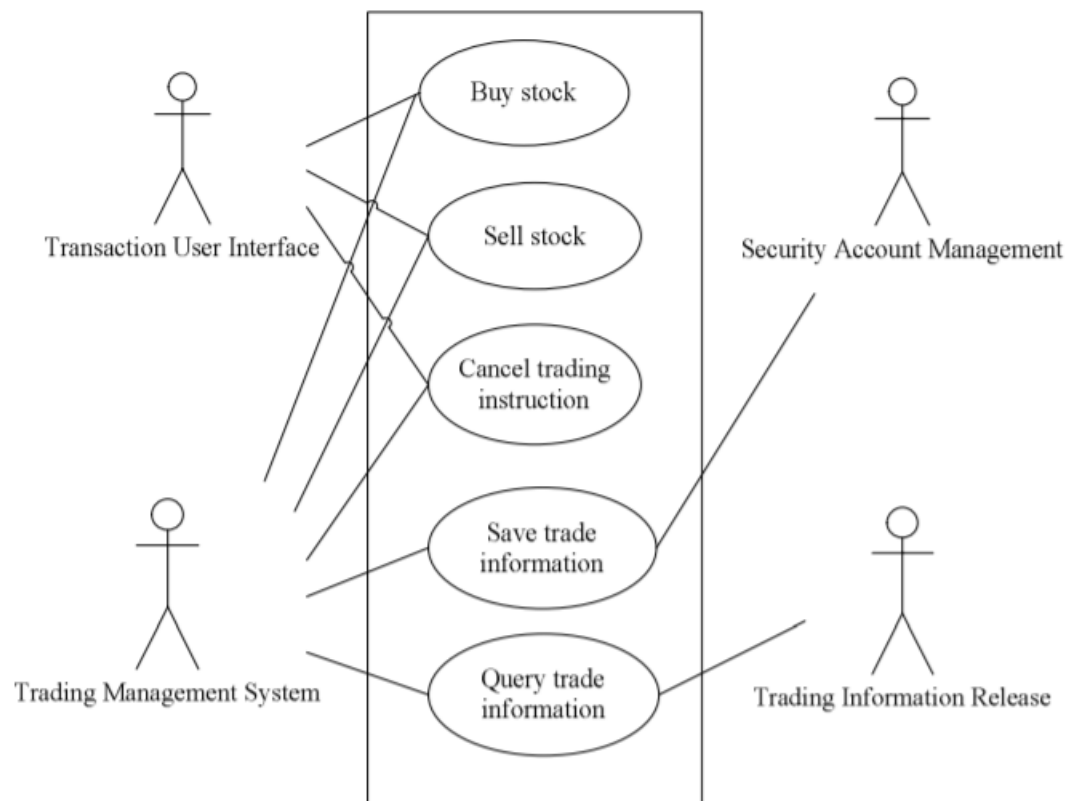 Buy stock
Transaction User Interface
Sell stock
Security Account Management
Cancel trading
instruction
Save trade
information
Trading Management System
Query trade
information
Trading Information Release